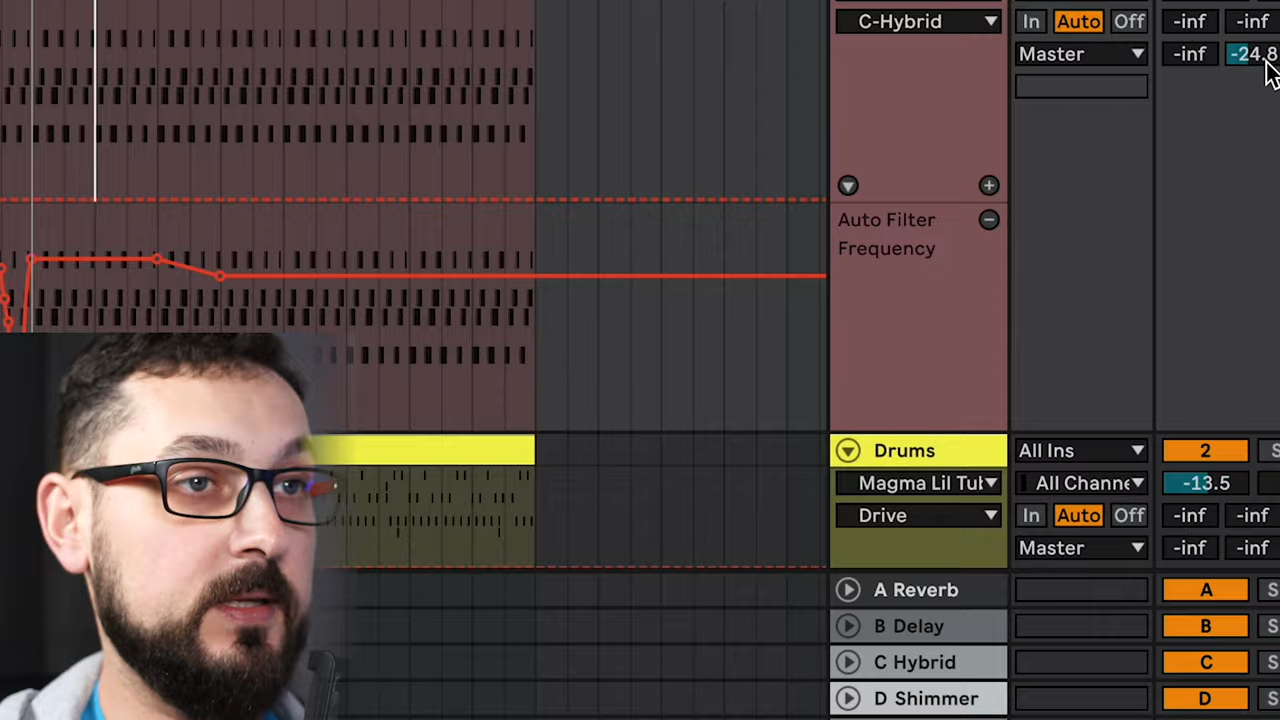 C-Hybrid In Auto Off -inf -inf
Master -inf -24.8
Auto Filter
Frequency
Drums All Ins 2 S
Magma Lil Tul All Channe -13.5
Drive In Auto Off -inf -inf
Master -inf -inf
A Reverb A S
B Delay B S
C Hybrid C S
D Shimmer D S